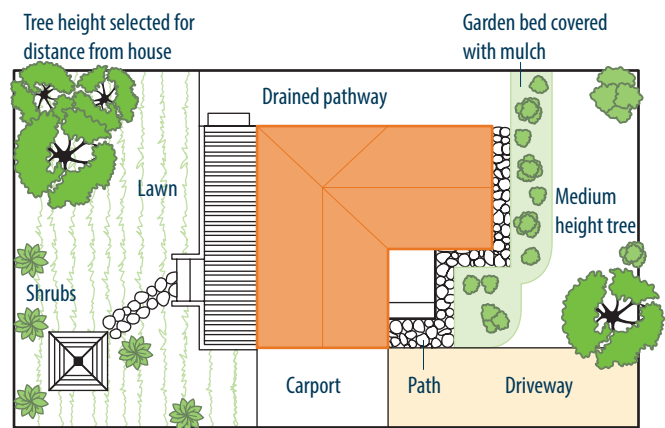 Tree height selected for
distance from house
Garden bed covered
with mulch
Drained pathway
Lawn
Medium
height tree
Shrubs
Carport
Path
Driveway